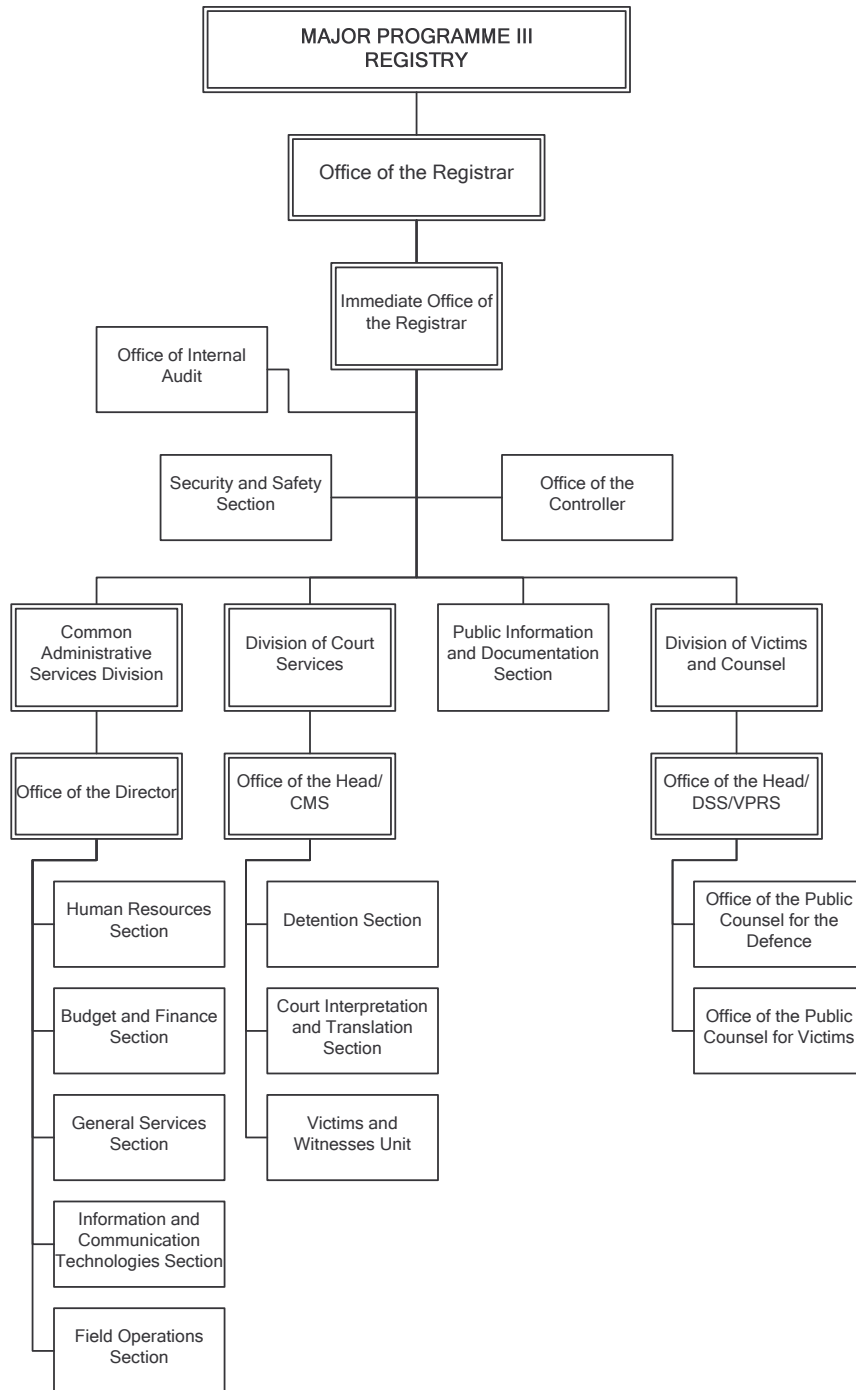 MAJOR PROGRAMME III
REGISTRY
Office of the Registrar
Immediate Office of
the Registrar
Office of Internal
Audit
Security and Safety
Section
Office of the
Controller
Common
Administrative
Services Division
Division of Court
Services
Public Information
and Documentation
Section
Division of Victims
and Counsel
Office of the Director
Office of the Head/
CMS
Office of the Head/
DSS/VPRS
Human Resources
Section
Detention Section
Office of the Public
Counsel for the
Defence
Budget and Finance
Section
Court Interpretation
and Translation
Section
Office of the Public
Counsel for Victims
General Services
Section
Victims and
Witnesses Unit
Information and
Communication
Technologies Section
Field Operations
Section